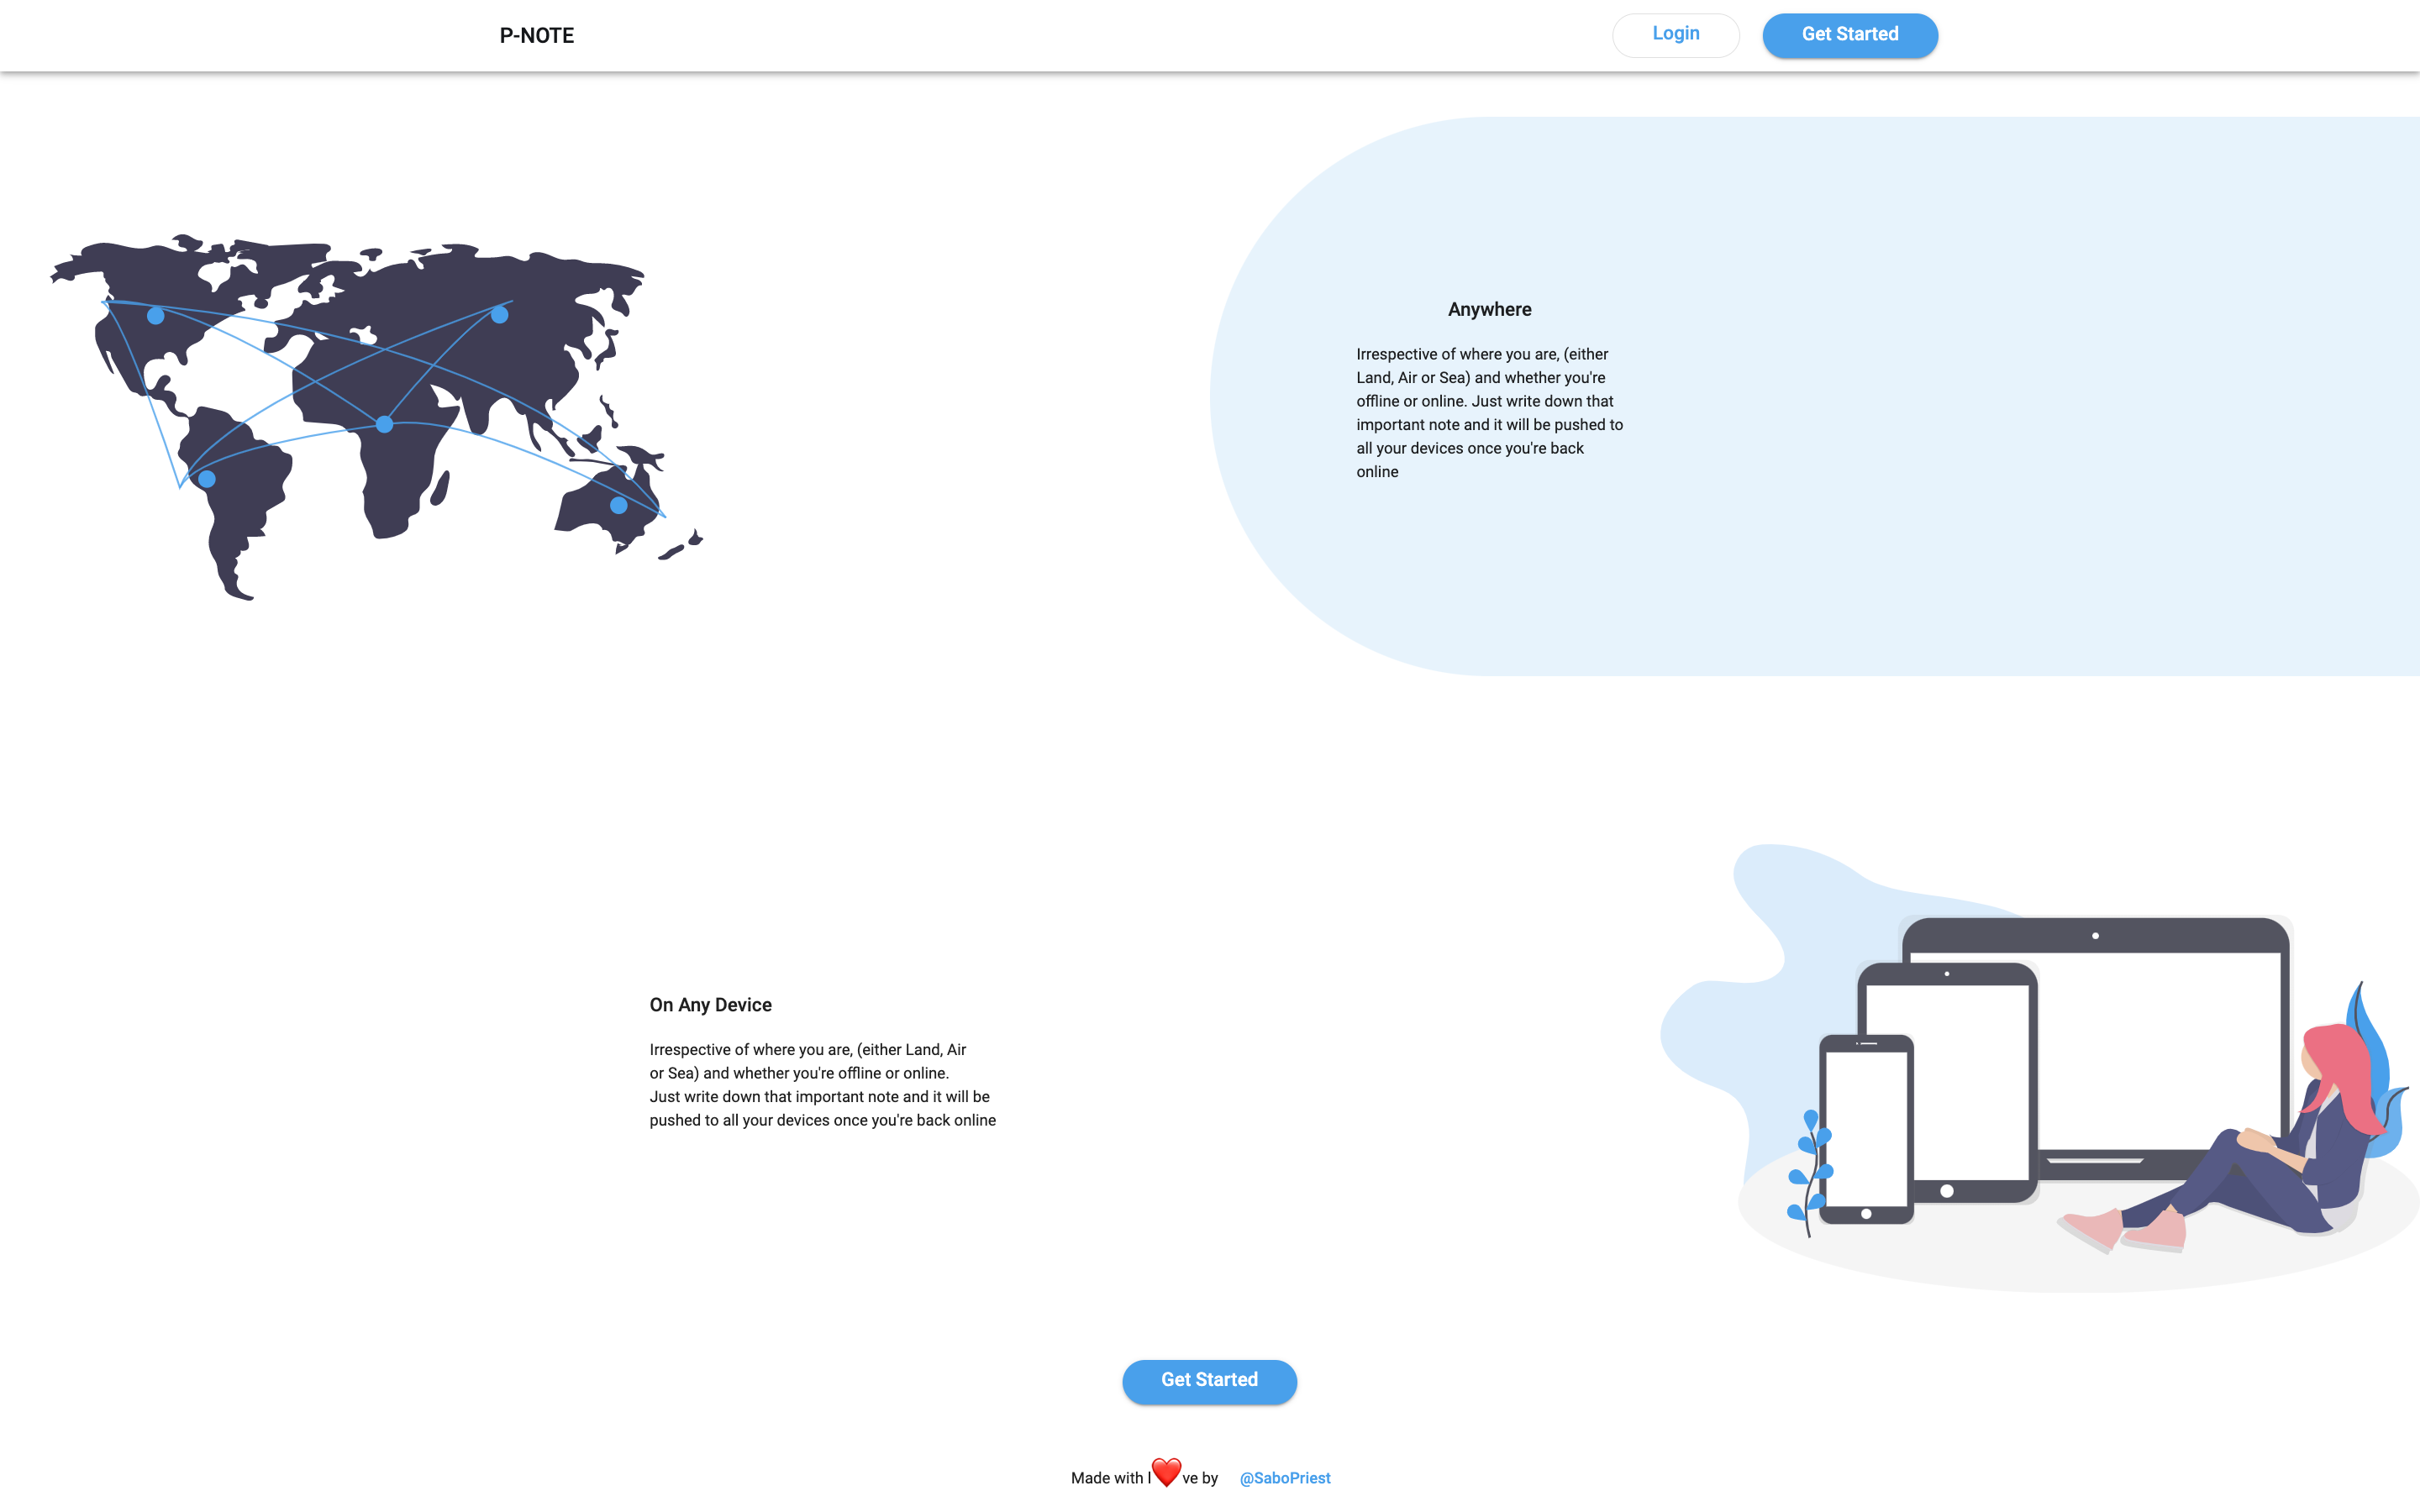 P-NOTE
Login
Get Started
Anywhere
Irrespective of where you are, (either
Land, Air or Sea) and whether you're
offline or online. Just write down that
important note and it will be pushed to
all your devices once you're back
online
On Any Device
Irrespective of where you are, (either Land, Air
or Sea) and whether you're offline or online.
Just write down that important note and it will be
pushed to all your devices once you're back online
Get Started
Made with l❤️ve by @SaboPriest